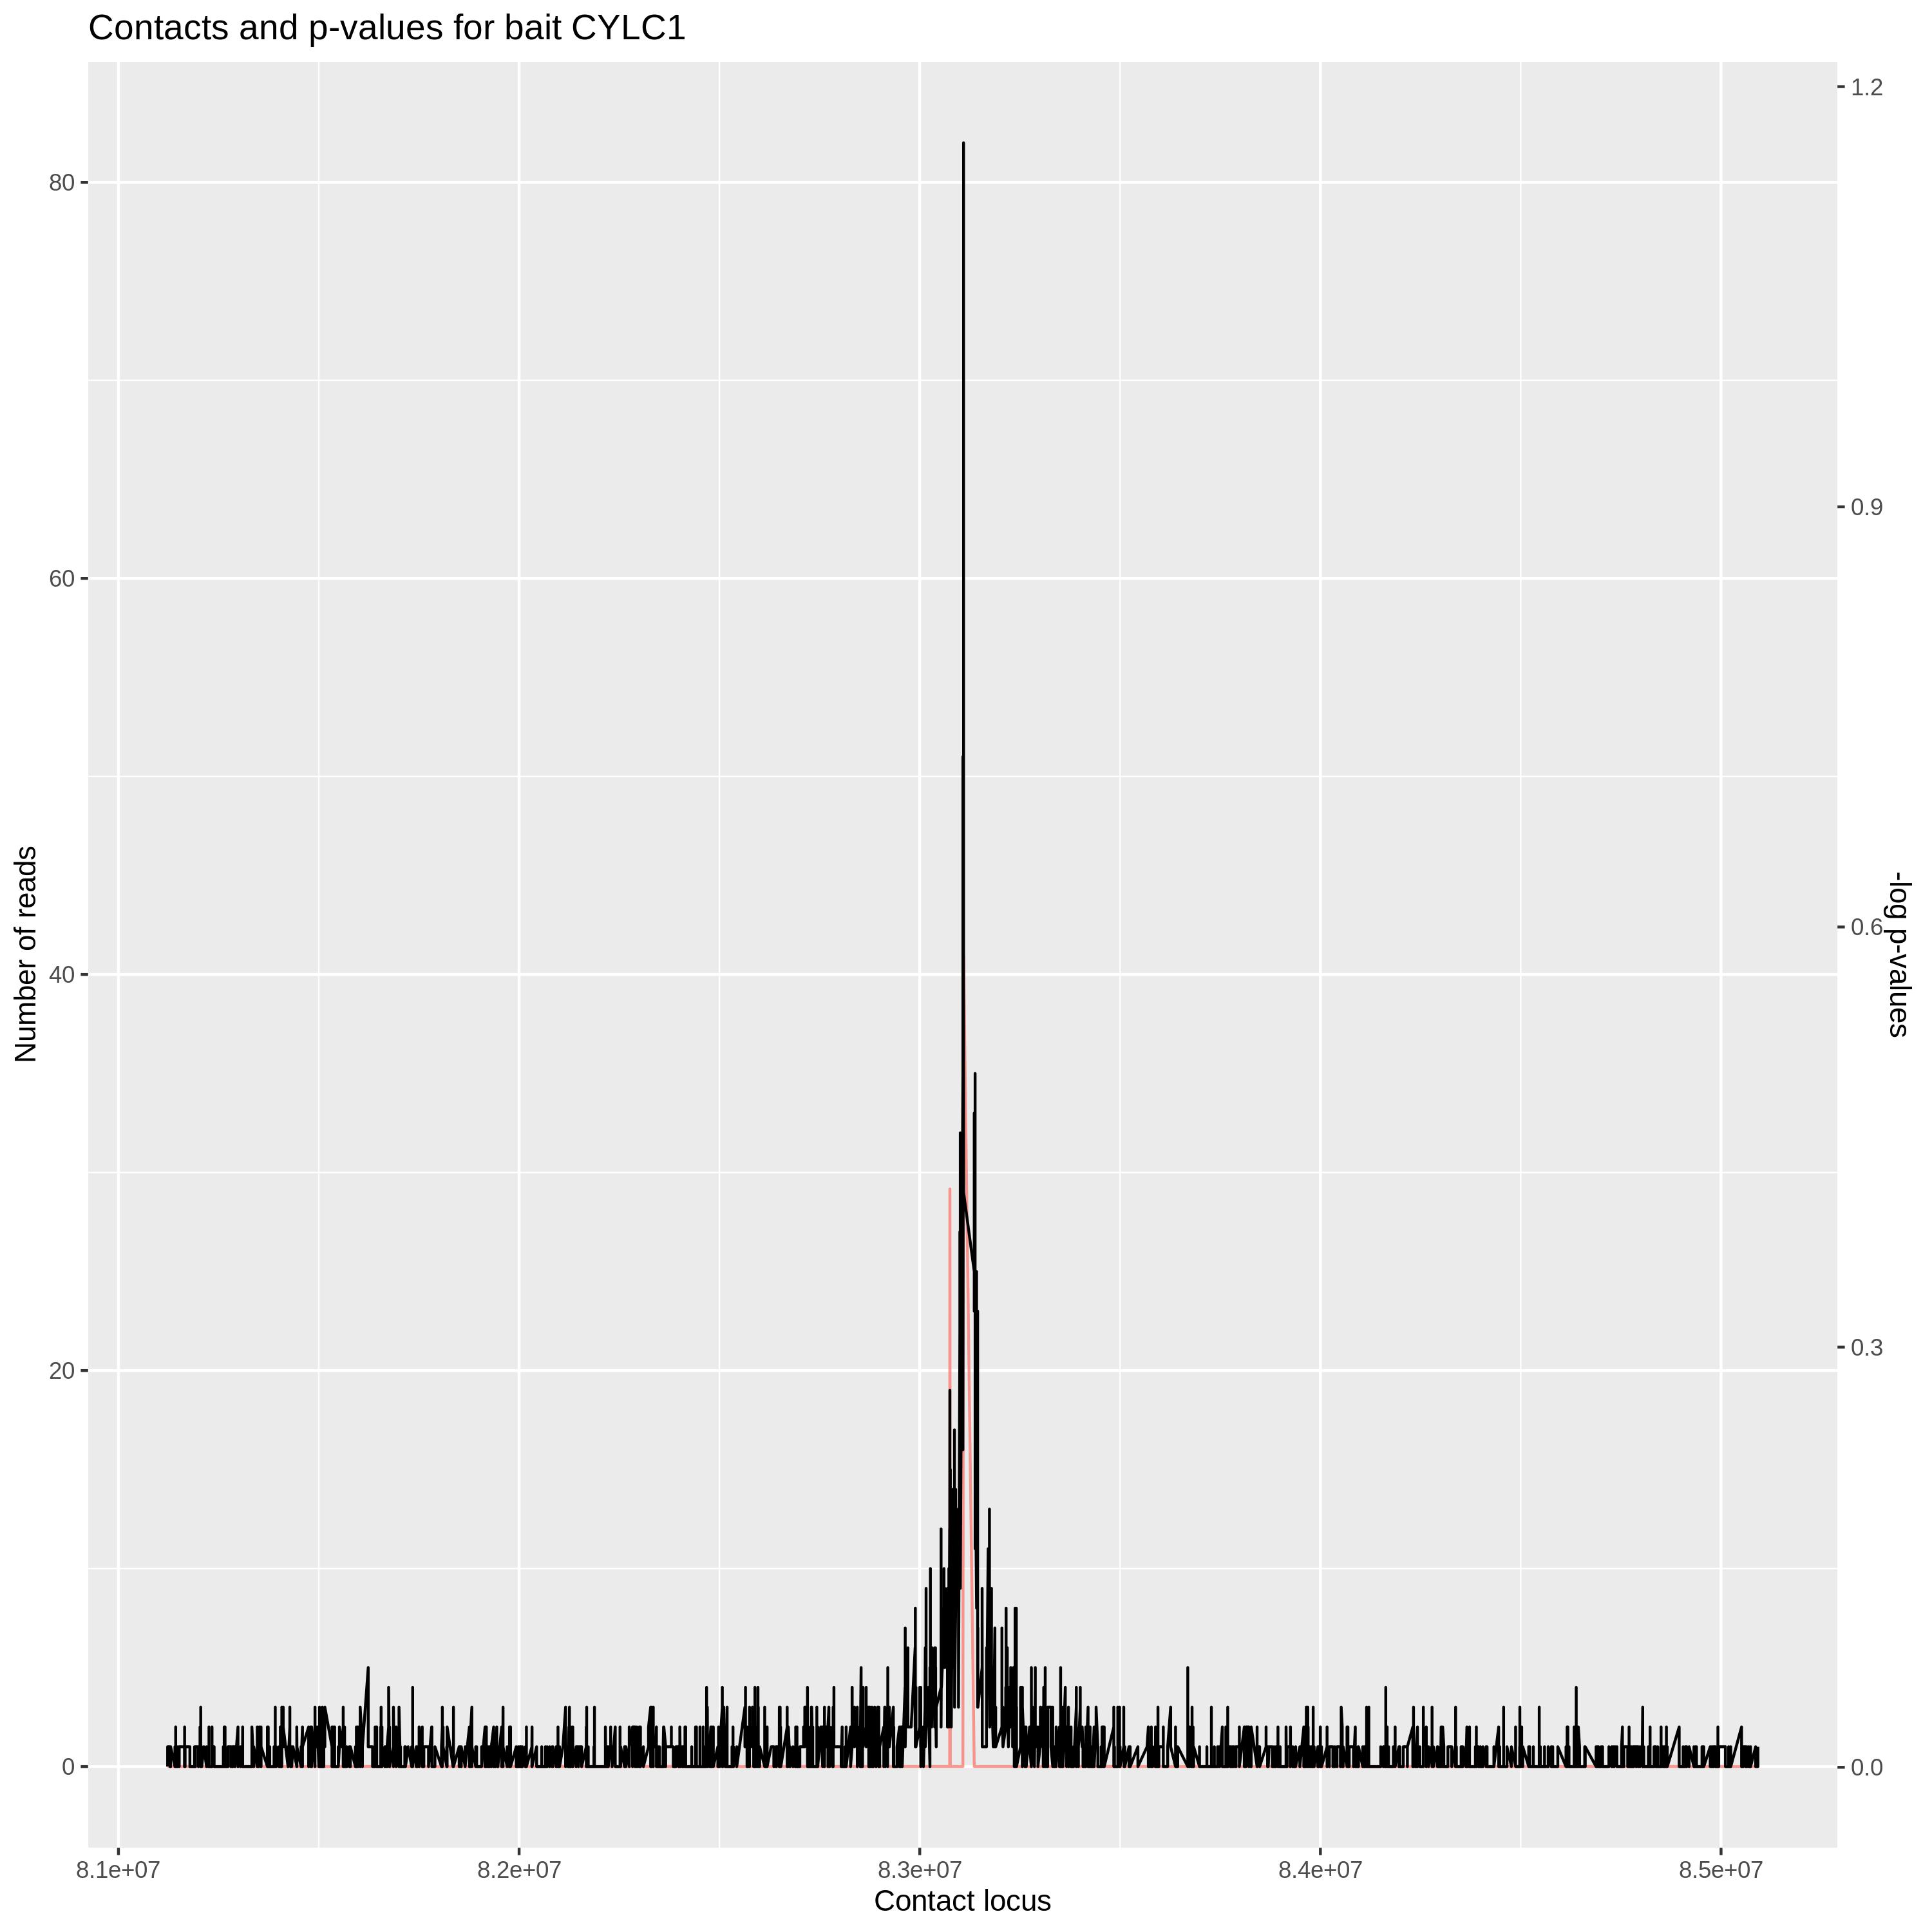 Contacts and p-values for bait CYLC1
80
60
40
20
0
Number of reads
1.2
0.9
0.6
0.3
0.0
-log p-values
8.1e+07 8.2e+07 8.3e+07 8.4e+07 8.5e+07
Contact locus